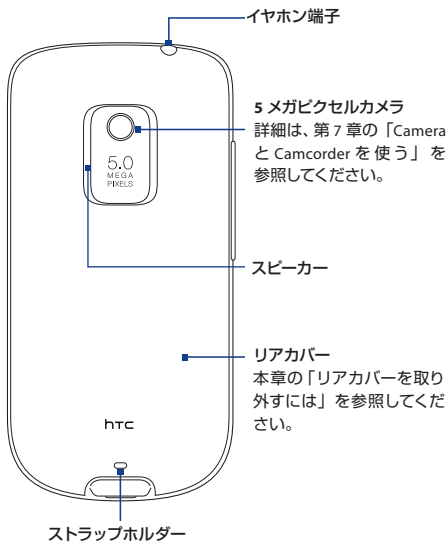 イヤホン端子
5 メガピクセルカメラ
詳細は、第 7 章の「Camera
と Camcorder を 使 う」 を
参照してください。
5.0
MEGA
PIXELS
スピーカー
リアカバー
本章の「リアカバーを取り
外すには」を参照してくだ
さい。
hTC
ストラップホルダー